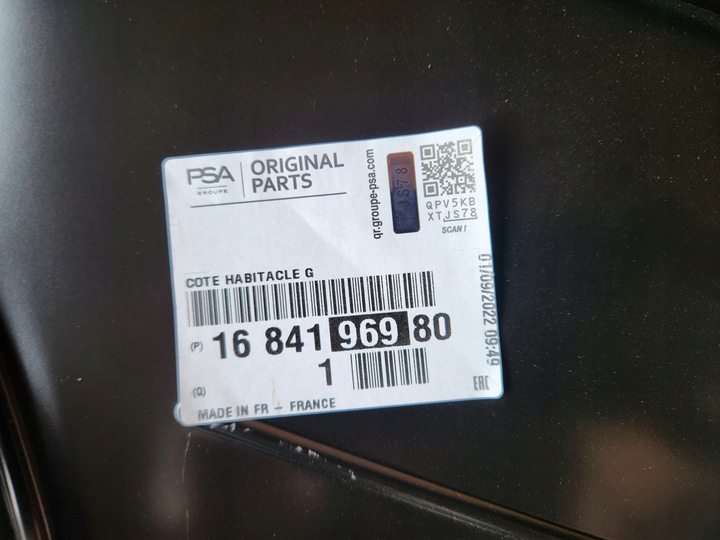 PSA
GROUPE
ORIGINAL
PARTS
qr.groupe-psa.com
JS78
QPV5KB
XTJS78
SCAN!
COTE HABITACLE G
01/09/2022 09:49
(P) 16 841 969 80
(Q) 1
EAC
MADE IN FR - FRANCE